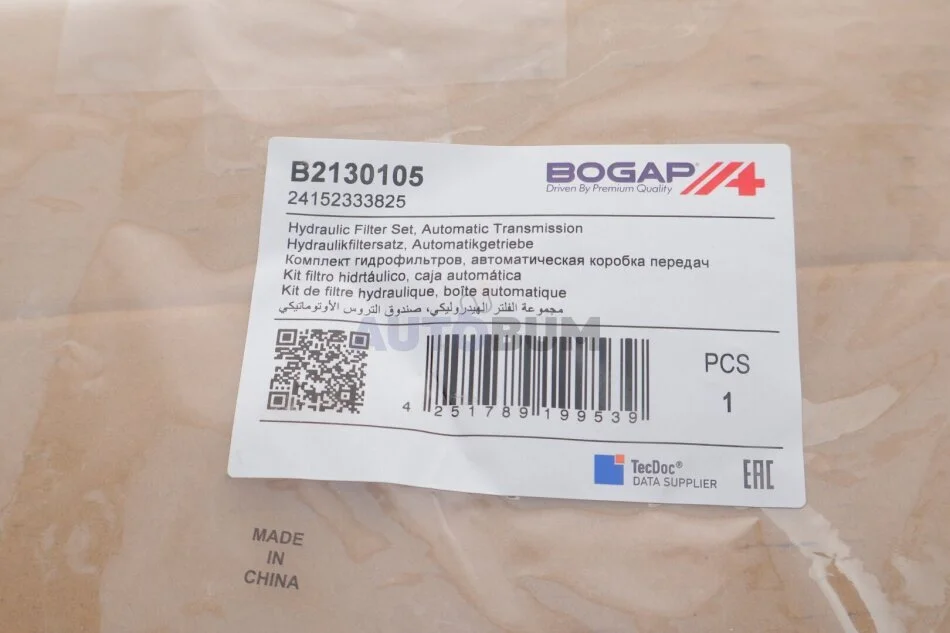 B2130105
24152333825
BOGAP
Driven By Premium Quality
Hydraulic Filter Set, Automatic Transmission
Hydraulikfiltersatz, Automatikgetriebe
Комплект гидрофильтров, автоматическая коробка передач
Kit filtro hidrtáulico, caja automática
Kit de filtre hydraulique, boîte automatique
مجموعة الفلتر الهيدروليكي، صندوق التروس الأوتوماتيكي
AUTOBUM
PCS
1
4 251789 199539
TecDoc®
DATA SUPPLIER
EAC
MADE
IN
CHINA